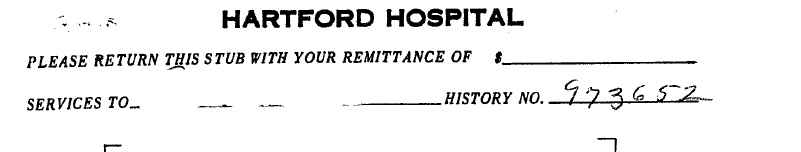 HARTFORD HOSPITAL
PLEASE RETURN THIS STUB WITH YOUR REMITTANCE OF $
SERVICES TO HISTORY NO. 973652